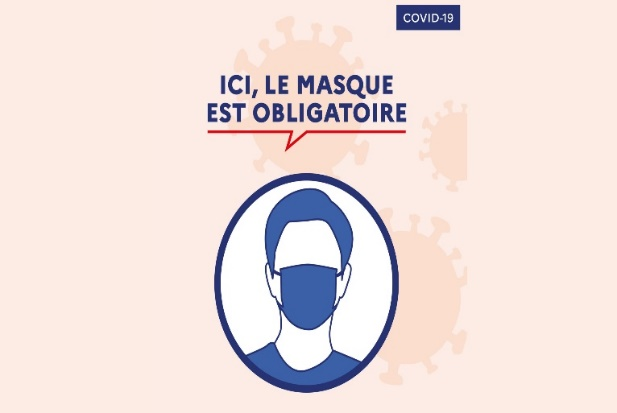 COVID-19
ICI, LE MASQUE
EST OBLIGATOIRE